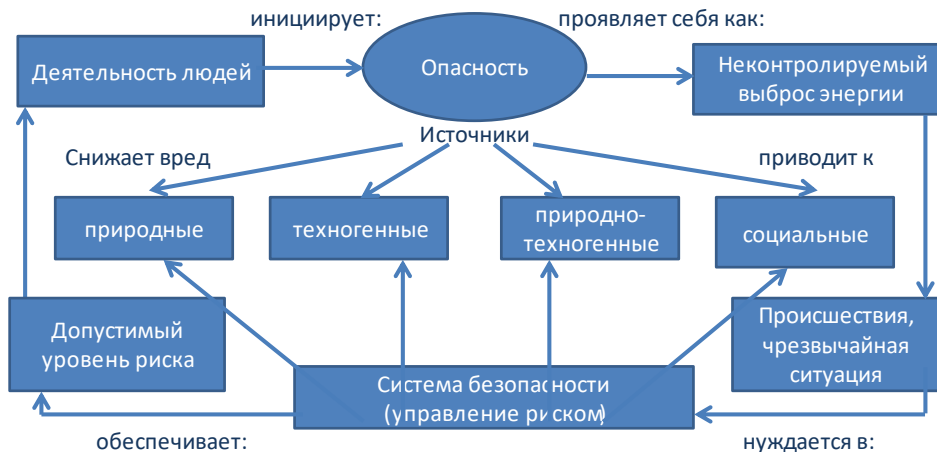 инициирует:
проявляет себя как:
Деятельность людей
Опасность
Неконтролируемый
выброс энергии
Источники
Снижает вред
приводит к
природные
техногенные
природно-
техногенные
социальные
Допустимый
уровень риска
Происшествия,
чрезвычайная
ситуация
Система безопасности
(управление риском)
обеспечивает:
нуждается в: